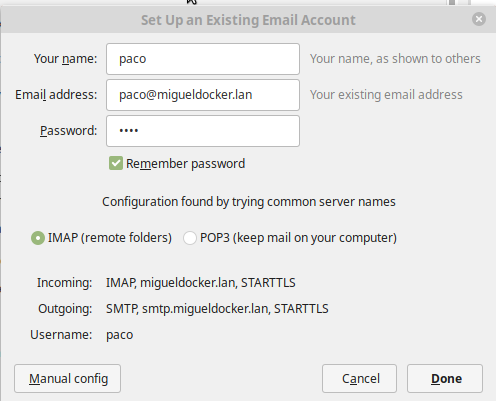 Set Up an Existing Email Account
Your name: paco Your name, as shown to others
Email address: paco@migueldocker.lan Your existing email address
Password: ••••
Remember password
Configuration found by trying common server names
IMAP (remote folders) POP3 (keep mail on your computer)
Incoming: IMAP, migueldocker.lan, STARTTLS
Outgoing: SMTP, smtp.migueldocker.lan, STARTTLS
Username: paco
Manual config Cancel Done